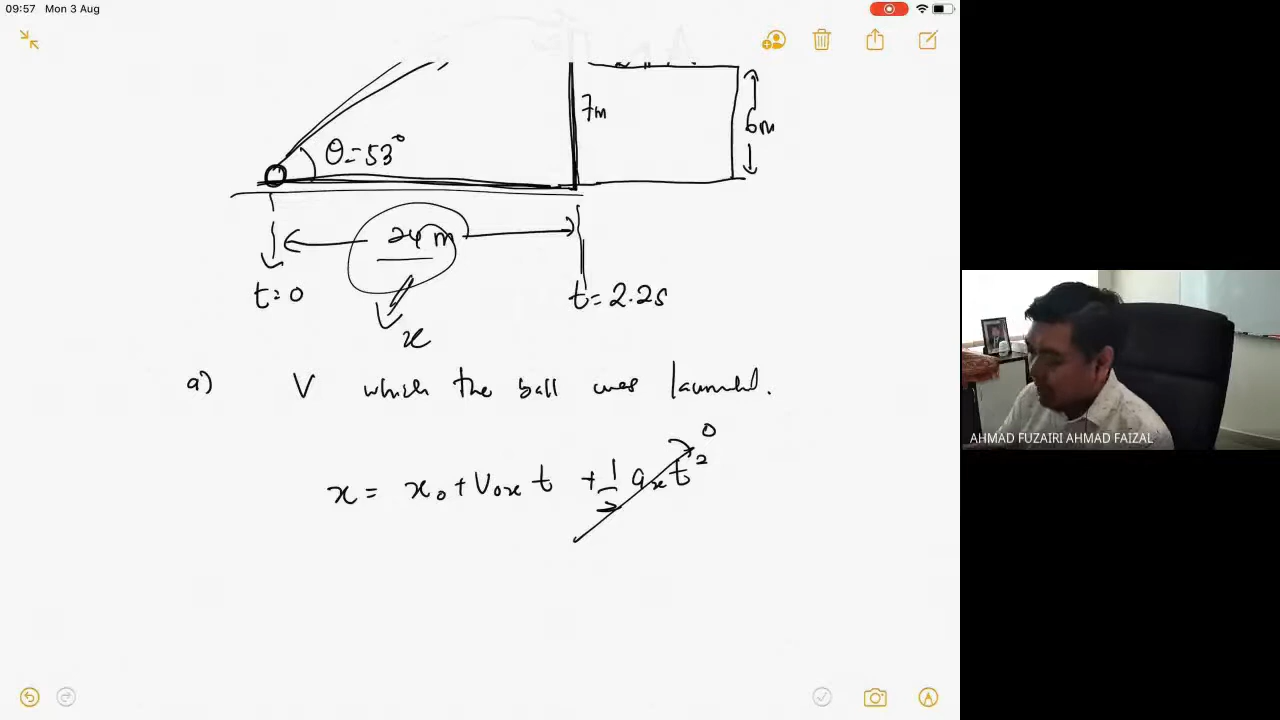 09:57 Mon 3 Aug
7m
6m
θ=53°
24 m
t=0
t=2.2s
x
a) V which the ball was launched.
0
x = x₀ + V₀ₓ t + 1/2 aₓ t²
AHMAD FUZAIRI AHMAD FAIZAL